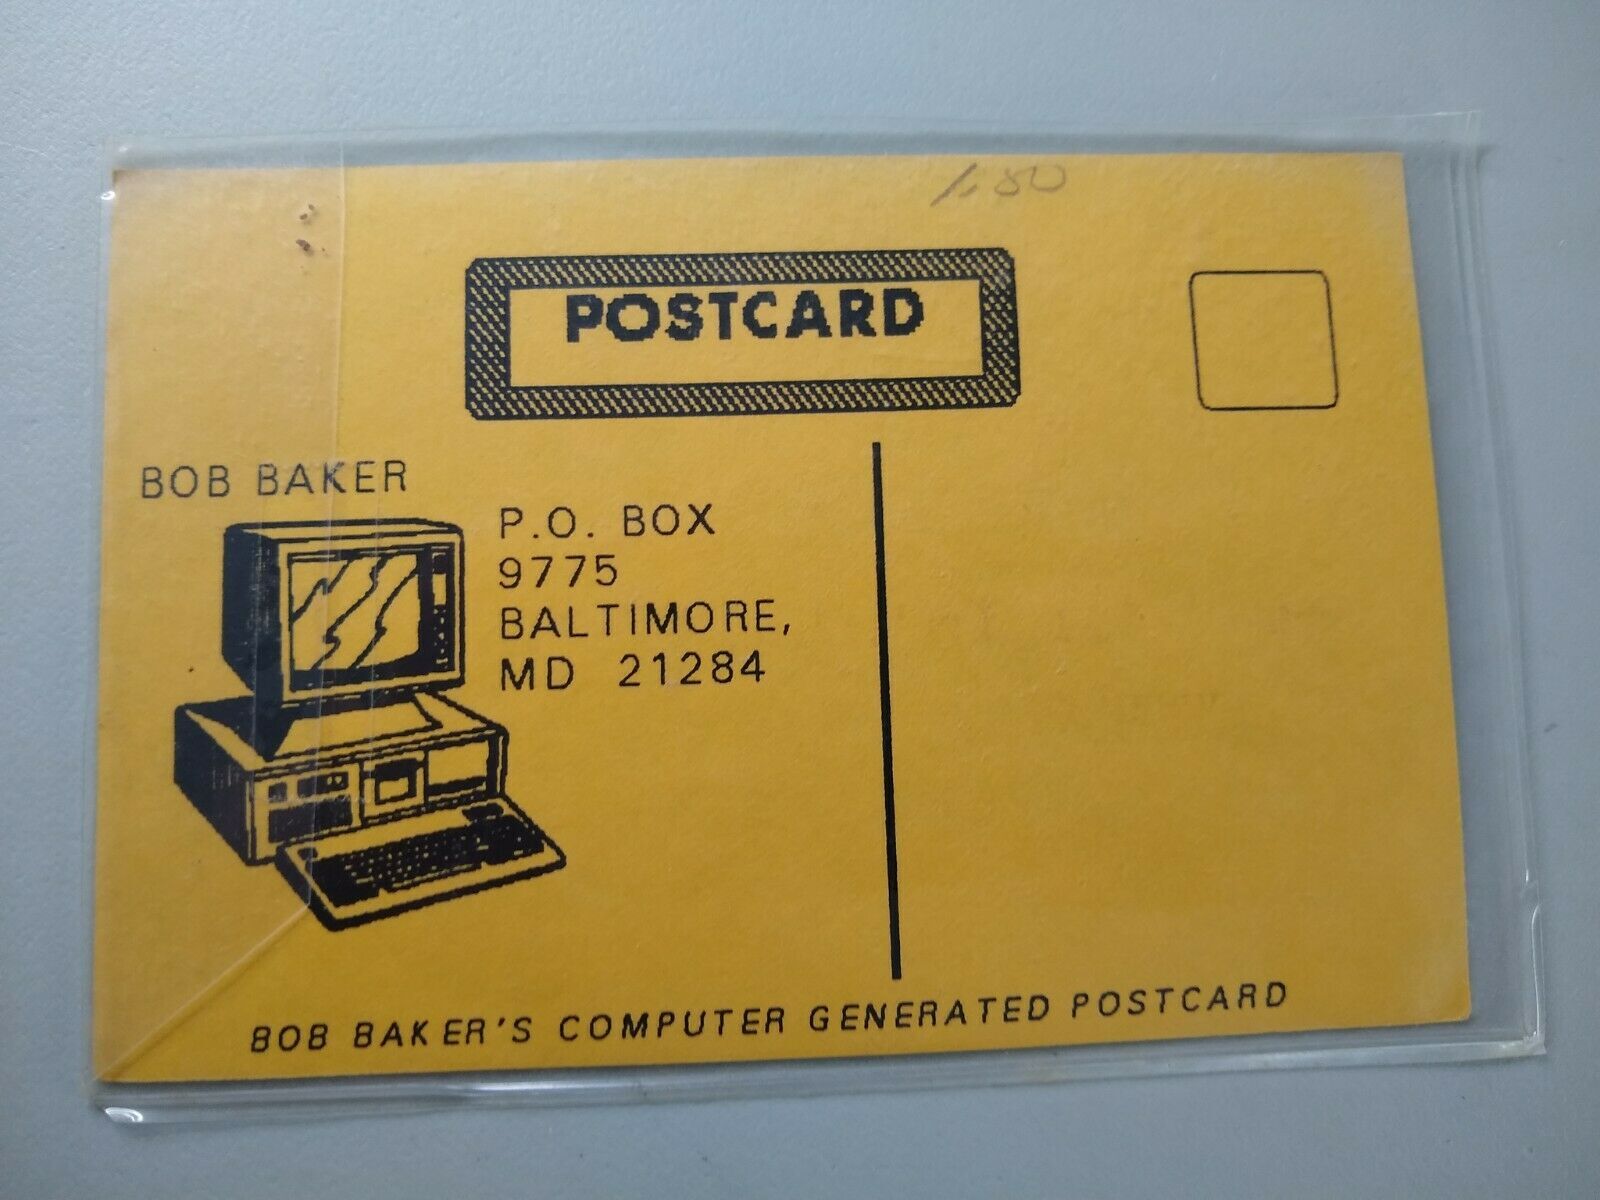 1.80
POSTCARD
BOB BAKER
P.O. BOX
9775
BALTIMORE,
MD 21284
BOB BAKER'S COMPUTER GENERATED POSTCARD